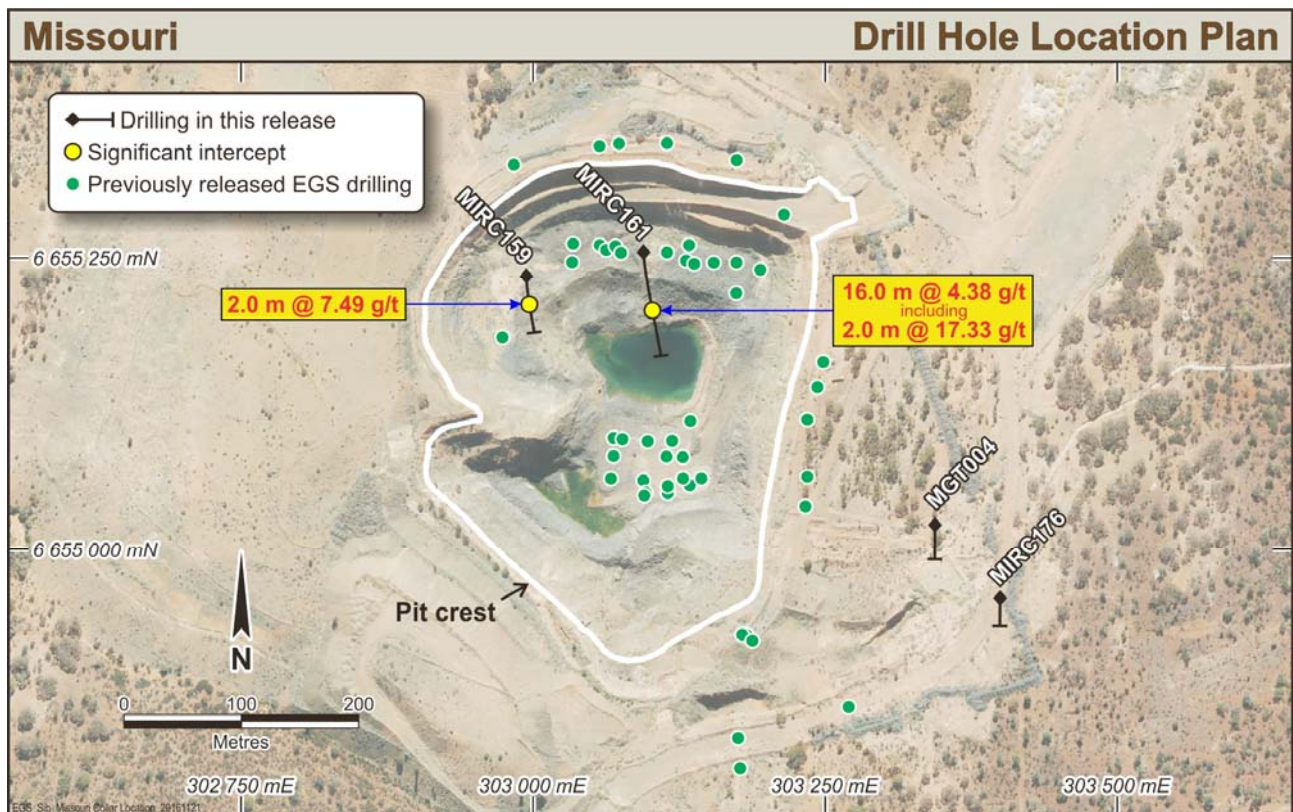 Missouri
Drill Hole Location Plan
Drilling in this release
Significant intercept
Previously released EGS drilling
MIRC159
MIRC161
6 655 250 mN
2.0 m @ 7.49 g/t
16.0 m @ 4.38 g/t
including
2.0 m @ 17.33 g/t
MGT004
6 655 000 mN
MIRC176
Pit crest
N
0 100 200
Metres
302 750 mE
303 000 mE
303 250 mE
303 500 mE
EGS_Sib_Missouri Collar Location_20161121